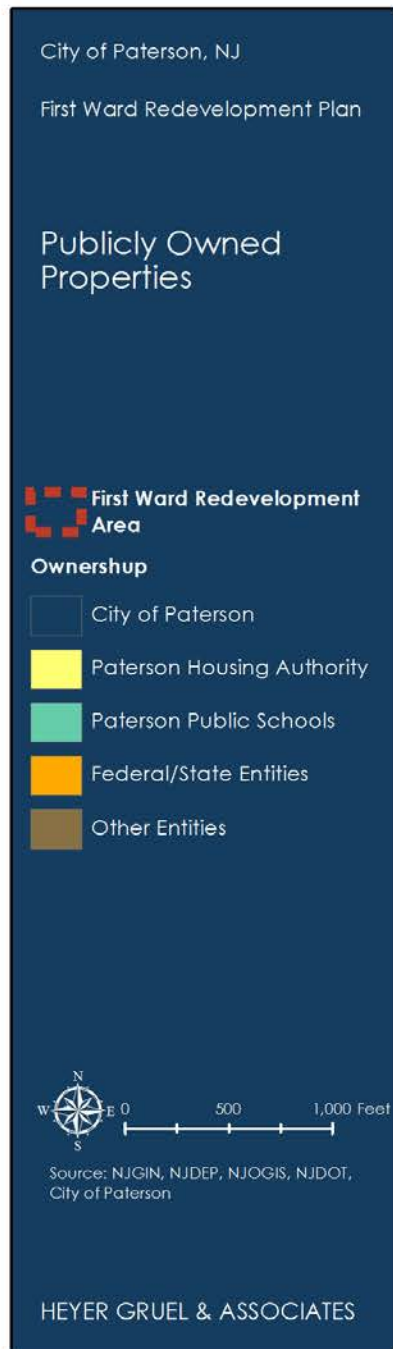 City of Paterson, NJ
First Ward Redevelopment Plan
Publicly Owned
Properties
First Ward Redevelopment
Area
Ownershup
City of Paterson
Paterson Housing Authority
Paterson Public Schools
Federal/State Entities
Other Entities
N
W E
S
0 500 1,000 Feet
Source: NJGIN, NJDEP, NJOGIS, NJDOT,
City of Paterson
HEYER GRUEL & ASSOCIATES